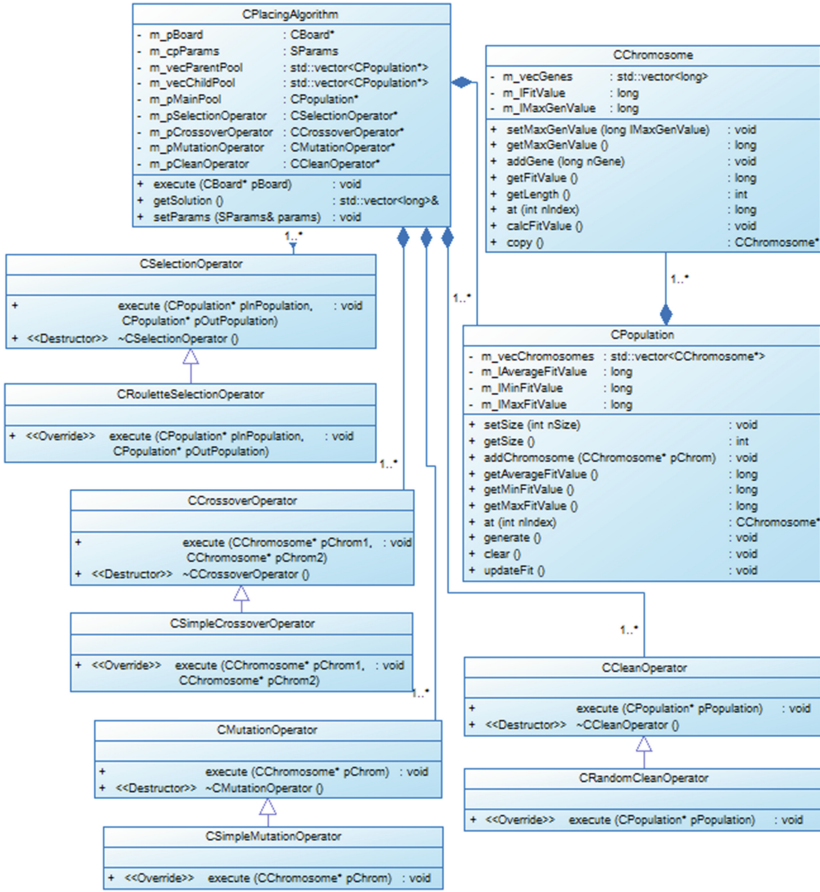 CPlacingAlgorithm
- m_pBoard : CBoard*
- m_cpParams : SParams
- m_vecParentPool : std::vector<CPopulation*>
- m_vecChildPool : std::vector<CPopulation*>
- m_pMainPool : CPopulation*
- m_pSelectionOperator : CSelectionOperator*
- m_pCrossoverOperator : CCrossoverOperator*
- m_pMutationOperator : CMutationOperator*
- m_pCleanOperator : CCleanOperator*
+ execute (CBoard* pBoard) : void
+ getSolution () : std::vector<long>&
+ setParams (SParams& params) : void
CChromosome
- m_vecGenes : std::vector<long>
- m_lFitValue : long
- m_lMaxGenValue : long
+ setMaxGenValue (long lMaxGenValue) : void
+ getMaxGenValue () : long
+ addGene (long nGene) : void
+ getFitValue () : long
+ getLength () : int
+ at (int nIndex) : long
+ calcFitValue () : void
+ copy () : CChromosome*
1..*
1..*
1..*
CSelectionOperator
+ execute (CPopulation* pInPopulation, : void
CPopulation* pOutPopulation)
+ <<Destructor>> ~CSelectionOperator ()
CRouletteSelectionOperator
+ <<Override>> execute (CPopulation* pInPopulation, : void
CPopulation* pOutPopulation)
1..*
CPopulation
- m_vecChromosomes : std::vector<CChromosome*>
- m_lAverageFitValue : long
- m_lMinFitValue : long
- m_lMaxFitValue : long
+ setSize (int nSize) : void
+ getSize () : int
+ addChromosome (CChromosome* pChrom) : void
+ getAverageFitValue () : long
+ getMinFitValue () : long
+ getMaxFitValue () : long
+ at (int nIndex) : CChromosome*
+ generate () : void
+ clear () : void
+ updateFit () : void
CCrossoverOperator
+ execute (CChromosome* pChrom1, : void
CChromosome* pChrom2)
+ <<Destructor>> ~CCrossoverOperator ()
CSimpleCrossoverOperator
+ <<Override>> execute (CChromosome* pChrom1, : void
CChromosome* pChrom2)
1..*
1..*
CMutationOperator
+ execute (CChromosome* pChrom) : void
+ <<Destructor>> ~CMutationOperator ()
CSimpleMutationOperator
+ <<Override>> execute (CChromosome* pChrom) : void
CCleanOperator
+ execute (CPopulation* pPopulation) : void
+ <<Destructor>> ~CCleanOperator ()
CRandomCleanOperator
+ <<Override>> execute (CPopulation* pPopulation) : void